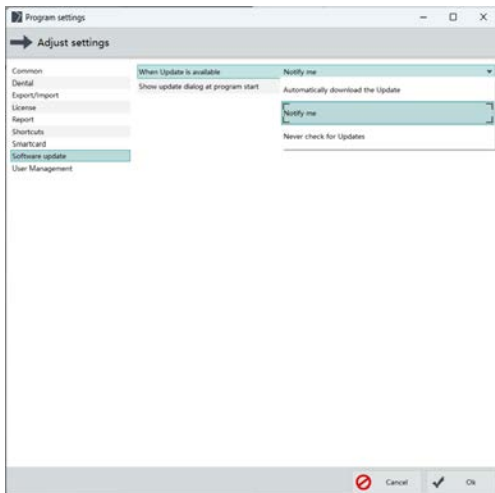 Program settings
Adjust settings
Common
Dental
Export/Import
License
Report
Shortcuts
Smartcard
Software update
User Management
When Update is available
Notify me
Show update dialog at program start
Automatically download the Update
Notify me
Never check for Updates
Cancel
Ok